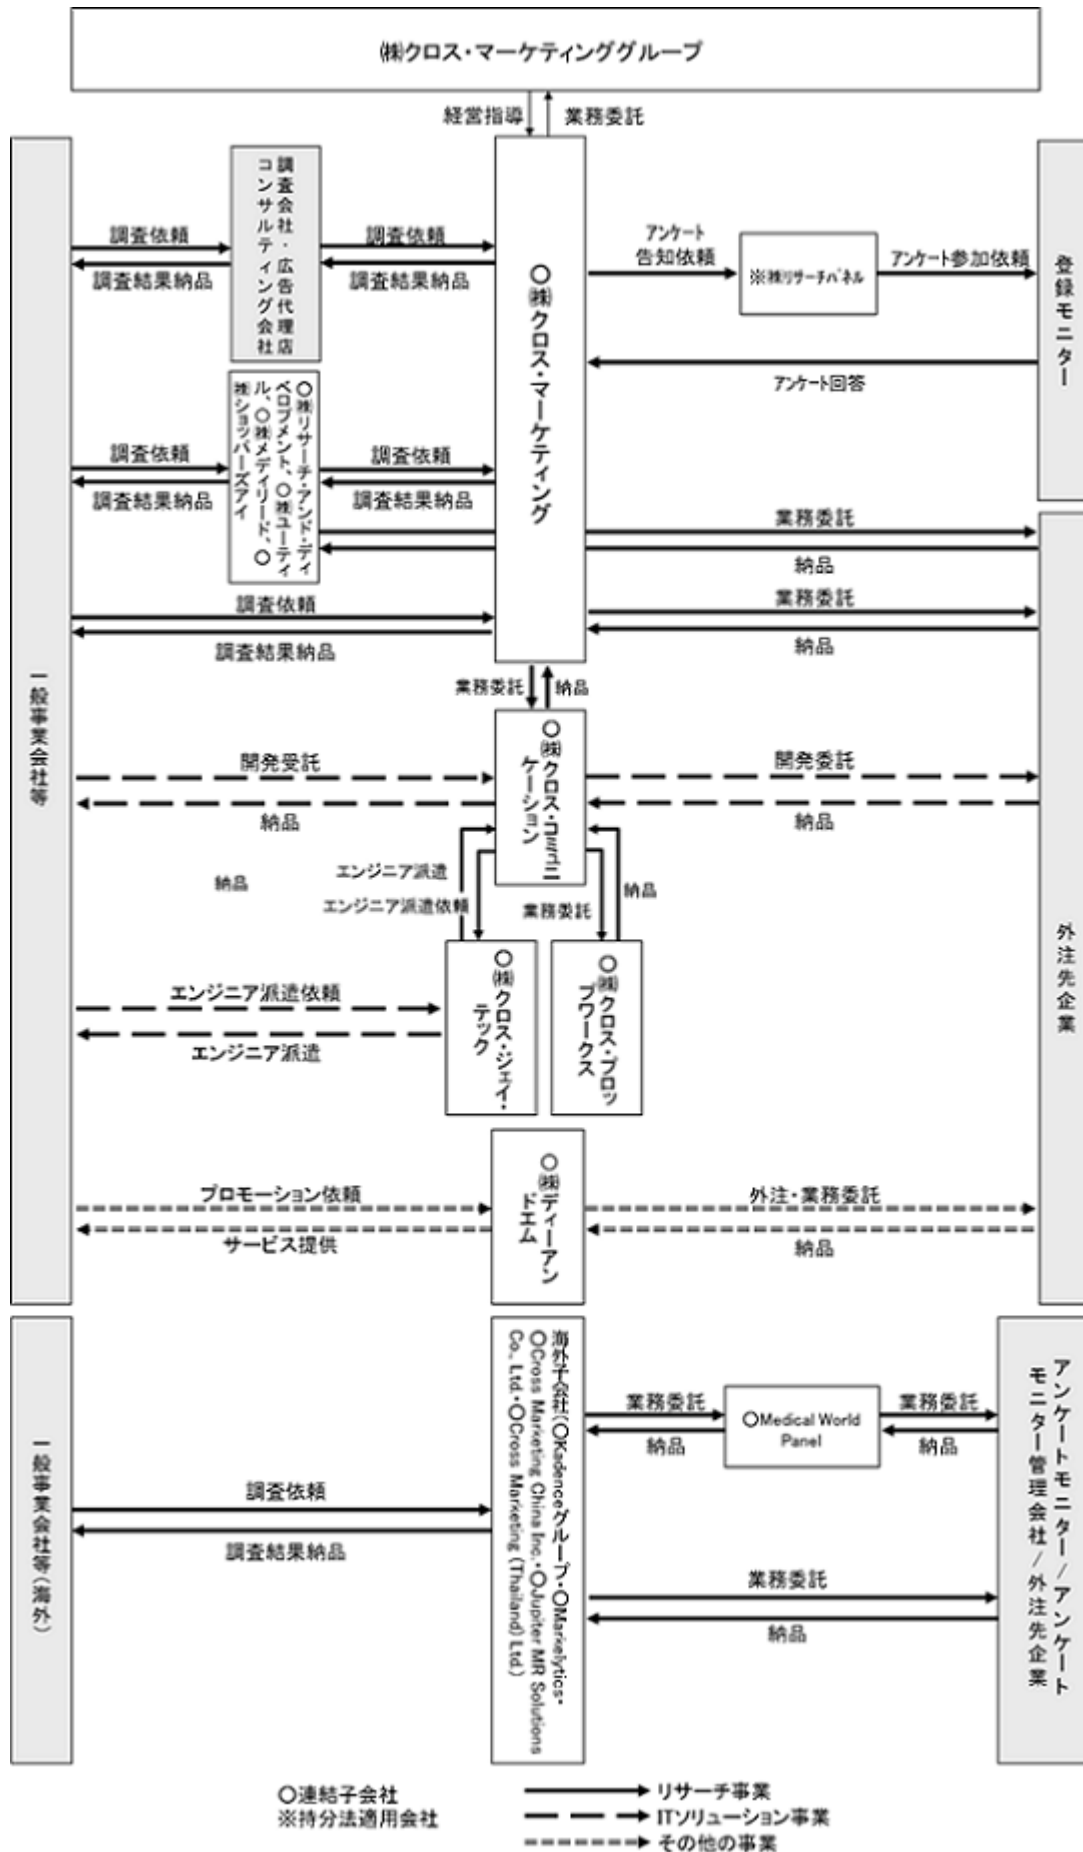 ㈱クロス・マーケティンググループ
経営指導
業務委託
一般事業会社等
調査会社・広告代理店
コンサルティング会社
調査依頼
調査結果納品
調査依頼
調査結果納品
○㈱クロス・マーケティング
アンケート
告知依頼
※㈱リサーチパネル
アンケート参加依頼
アンケート回答
登録モニター
○㈱リサーチ・アンド・ディ
ベロプメント、○㈱ユーティ
ル、○㈱メディリード、○
㈱ショッパーズアイ
調査依頼
調査結果納品
調査依頼
調査結果納品
業務委託
納品
調査依頼
調査結果納品
業務委託
納品
業務委託
納品
外注先企業
○㈱クロス・コミュニ
ケーション
開発受託
納品
開発委託
納品
納品
エンジニア派遣
エンジニア派遣依頼
業務委託
納品
○㈱クロス・ジェイ・
テック
○㈱クロス・プロッ
プワークス
エンジニア派遣依頼
エンジニア派遣
○㈱ディーアン
ドエム
プロモーション依頼
サービス提供
外注・業務委託
納品
一般事業会社等(海外)
海外子会社(○Kadenceグループ・○Markelytics・
○Cross Marketing China Inc.・○Jupiter MR Solutions
Co., Ltd.・○Cross Marketing (Thailand) Ltd.)
調査依頼
調査結果納品
業務委託
納品
○Medical World
Panel
業務委託
納品
業務委託
納品
アンケートモニター/アンケート
モニター管理会社/外注先企業
○連結子会社
※持分法適用会社
リサーチ事業
ITソリューション事業
その他の事業